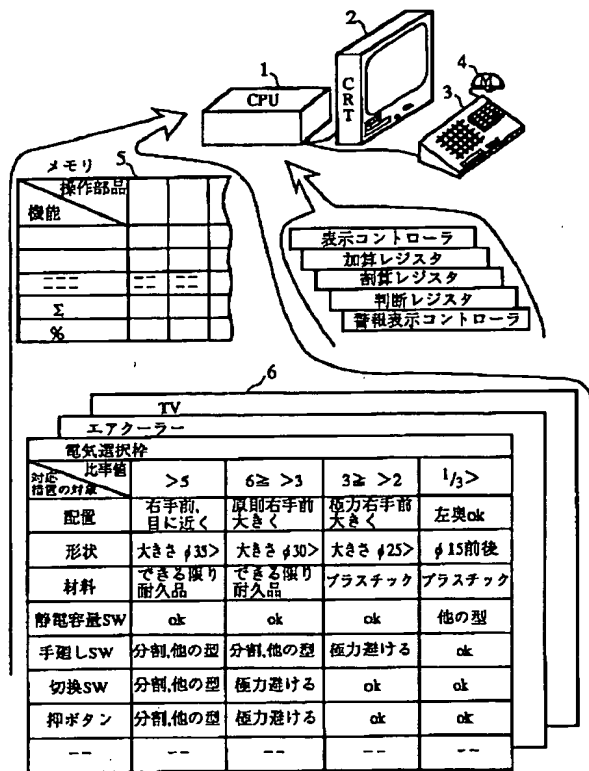 2
1
CRT
CPU
4
M
3
メモリ
5
操作部品
機能
Σ
%
表示コントローラ
加算レジスタ
割算レジスタ
判断レジスタ
警報表示コントローラ
6
TV
エアクーラー
電気選択枠
比率値
対応措置の対象
>5
6≧ >3
3≧ >2
1/3>
配置
右手前,目に近く
原則右手前大きく
極力右手前大きく
左奥ok
形状
大きさ φ35>
大きさ φ30>
大きさ φ25>
φ15前後
材料
できる限り耐久品
できる限り耐久品
プラスチック
プラスチック
静電容量SW
ok
ok
ok
他の型
手廻しSW
分割,他の型
分割,他の型
極力避ける
ok
切換SW
分割,他の型
極力避ける
ok
ok
押ボタン
分割,他の型
極力避ける
ok
ok